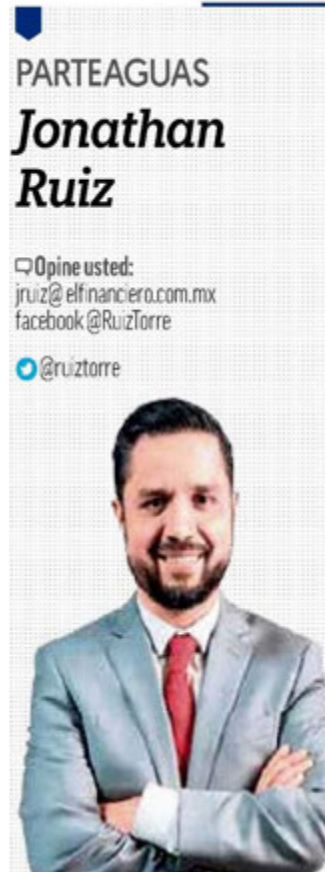 PARTEAGUAS
Jonathan
Ruiz
Opine usted:
jruiz@elfinanciero.com.mx
facebook @RuizTorre
@ruiztorre